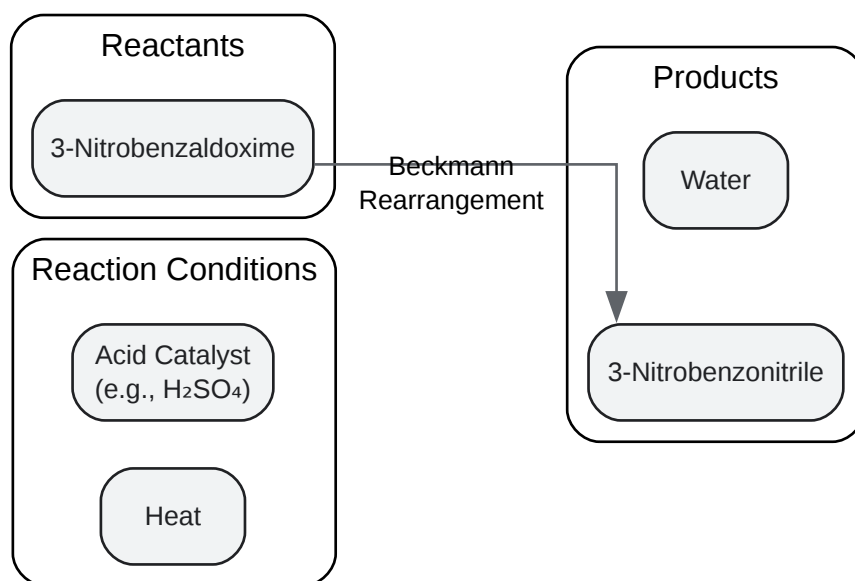 Reactants
3-Nitrobenzaldoxime
Beckmann
Rearrangement
Products
Water
3-Nitrobenzonitrile
Reaction Conditions
Acid Catalyst
(e.g., H₂SO₄)
Heat